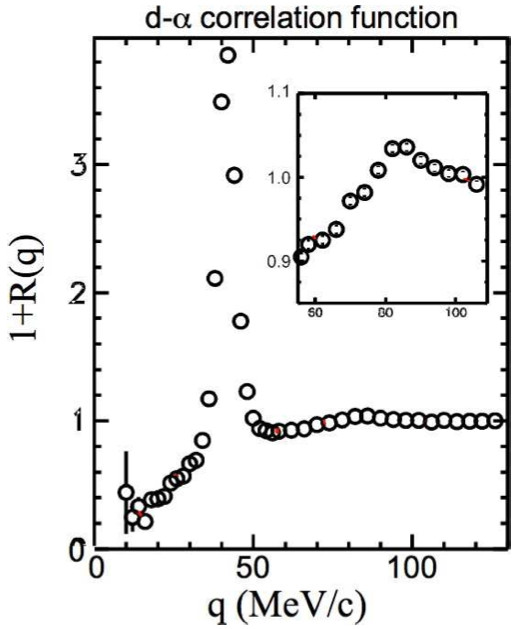 d-α correlation function
1+R(q)
3
2
1
0
0 50 100
q (MeV/c)
1.1
1.0
0.9
60 80 100